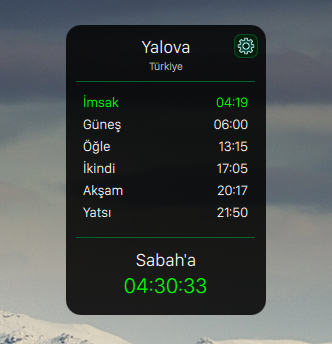 Yalova
Türkiye
İmsak 04:19
Güneş 06:00
Öğle 13:15
İkindi 17:05
Akşam 20:17
Yatsı 21:50
Sabah'a
04:30:33